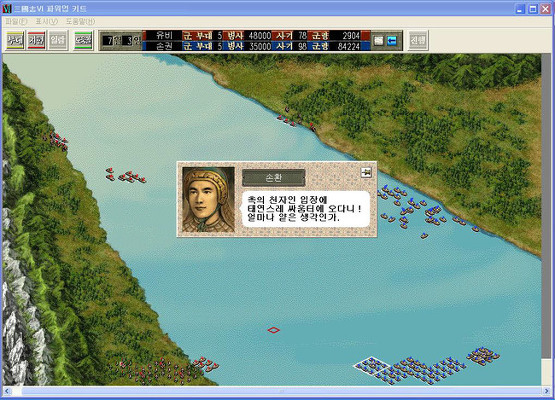 三國志Ⅵ 파워업 키트
파일(F) 표시(V) 도움말(H)
7월 3일
유비 군 부대 5 병사 48000 사기 78 군량 2904
손권 군 부대 5 병사 35000 사기 98 군량 84224
진행
손환
촉의 천자인 입장에
태연스레 싸움터에 오다니!
얼마나 얕은 생각인가.